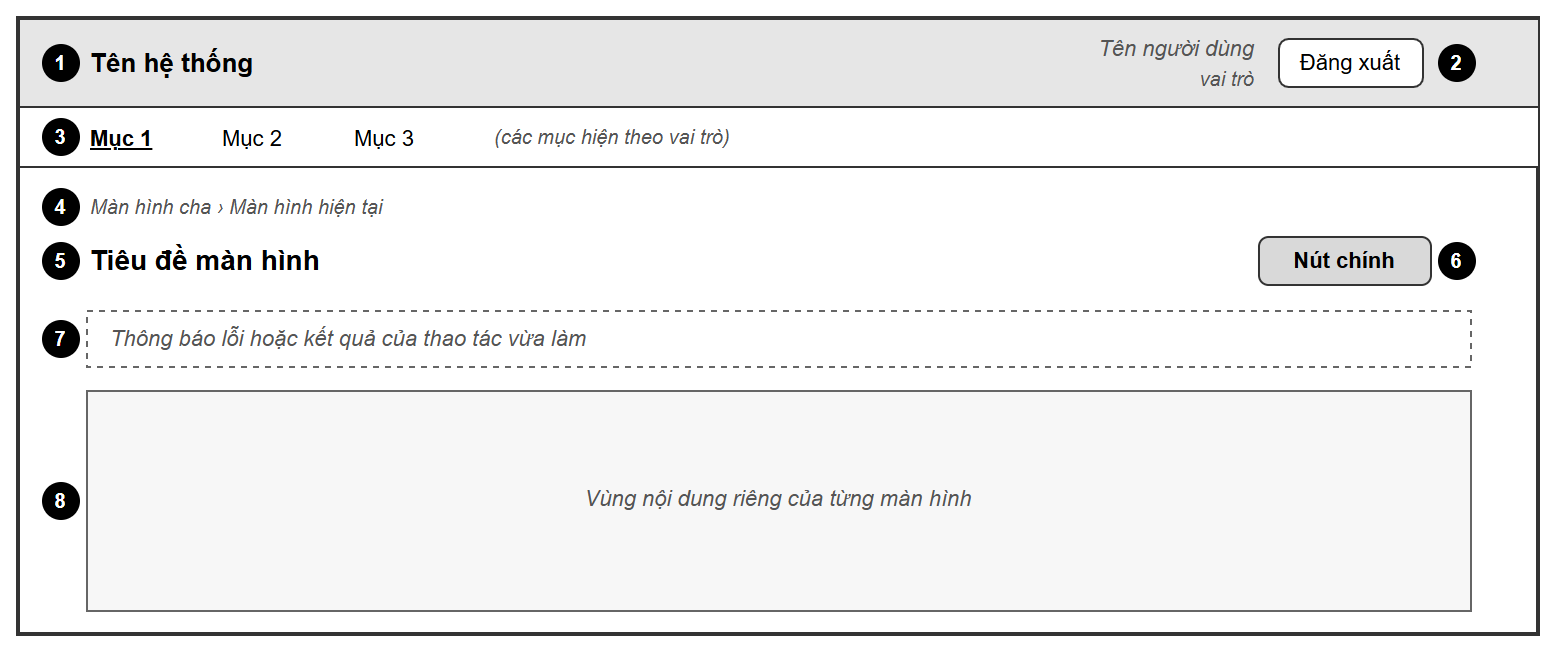 1 Tên hệ thống
Tên người dùng
vai trò
Đăng xuất 2
3 Mục 1 Mục 2 Mục 3 (các mục hiện theo vai trò)
4 Màn hình cha › Màn hình hiện tại
5 Tiêu đề màn hình
Nút chính 6
7 Thông báo lỗi hoặc kết quả của thao tác vừa làm
8 Vùng nội dung riêng của từng màn hình